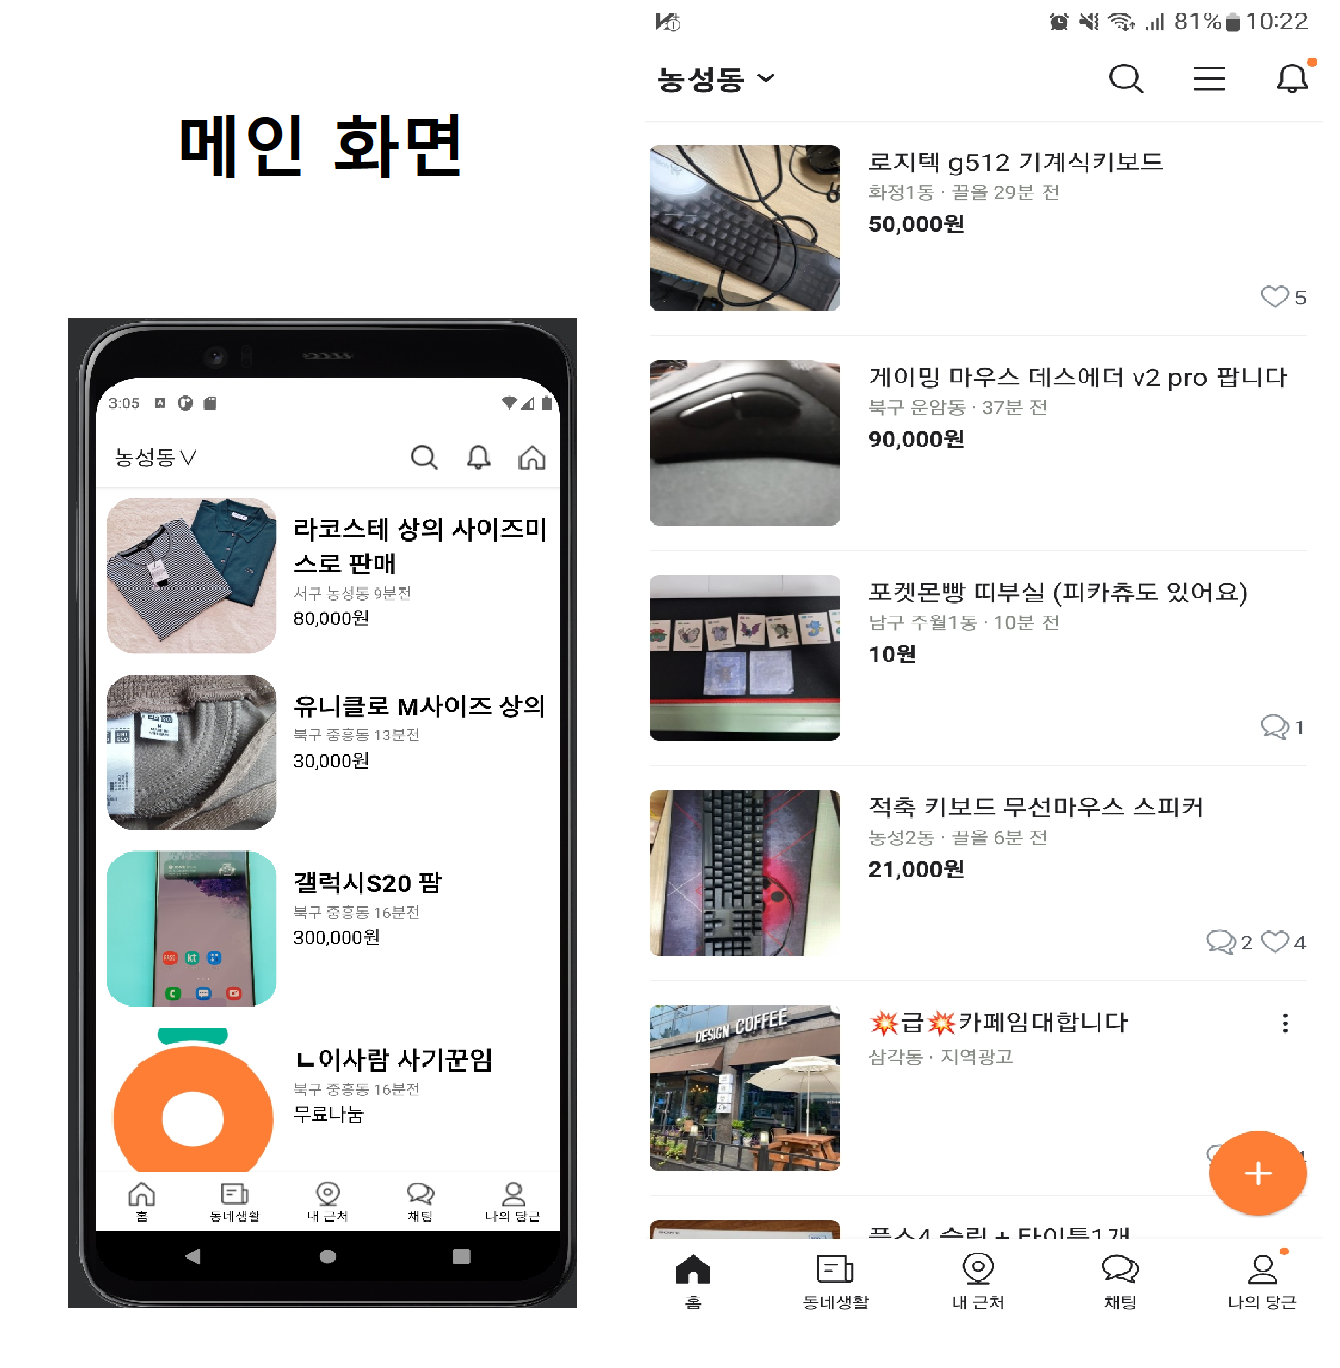 메인 화면
3:05
농성동
라코스테 상의 사이즈미
스로 판매
서구 농성동 9분전
80,000원
유니클로 M사이즈 상의
북구 중흥동 13분전
30,000원
갤럭시S20 팜
북구 중흥동 16분전
300,000원
ㄴ이사람 사기꾼임
북구 중흥동 16분전
무료나눔
홈
동네생활
내 근처
채팅
나의 당근
81% 10:22
농성동
로지텍 g512 기계식키보드
화정1동 · 끌올 29분 전
50,000원
5
게이밍 마우스 데스에더 v2 pro 팝니다
북구 운암동 · 37분 전
90,000원
포켓몬빵 띠부실 (피카츄도 있어요)
남구 주월1동 · 10분 전
10원
1
적축 키보드 무선마우스 스피커
농성2동 · 끌올 6분 전
21,000원
2 4
DESIGN COFFEE
💥급💥카페임대합니다
삼각동 · 지역광고
플스4 슬림 + 타이틀1개
홈
동네생활
내 근처
채팅
나의 당근